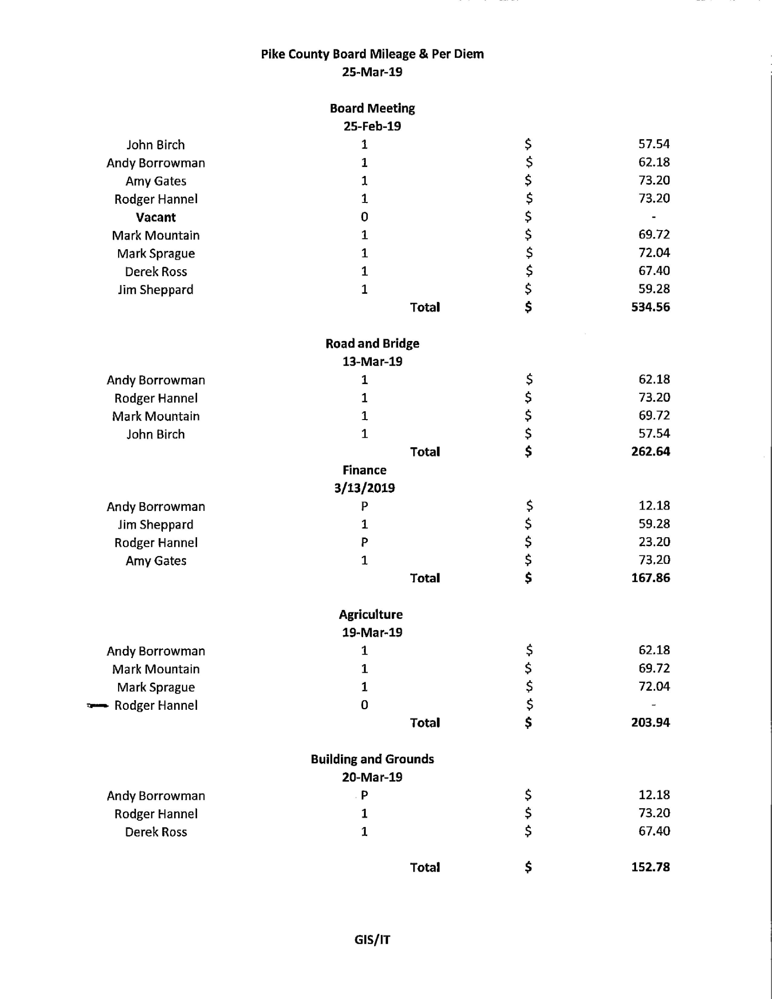 Pike County Board Mileage & Per Diem
25-Mar-19
Board Meeting
25-Feb-19
John Birch 1 $ 57.54
Andy Borrowman 1 $ 62.18
Amy Gates 1 $ 73.20
Rodger Hannel 1 $ 73.20
Vacant 0 $ -
Mark Mountain 1 $ 69.72
Mark Sprague 1 $ 72.04
Derek Ross 1 $ 67.40
Jim Sheppard 1 $ 59.28
Total $ 534.56
Road and Bridge
13-Mar-19
Andy Borrowman 1 $ 62.18
Rodger Hannel 1 $ 73.20
Mark Mountain 1 $ 69.72
John Birch 1 $ 57.54
Total $ 262.64
Finance
3/13/2019
Andy Borrowman P $ 12.18
Jim Sheppard 1 $ 59.28
Rodger Hannel P $ 23.20
Amy Gates 1 $ 73.20
Total $ 167.86
Agriculture
19-Mar-19
Andy Borrowman 1 $ 62.18
Mark Mountain 1 $ 69.72
Mark Sprague 1 $ 72.04
Rodger Hannel 0 $ -
Total $ 203.94
Building and Grounds
20-Mar-19
Andy Borrowman P $ 12.18
Rodger Hannel 1 $ 73.20
Derek Ross 1 $ 67.40
Total $ 152.78
GIS/IT